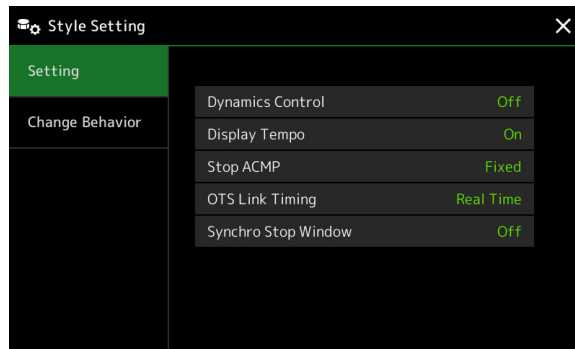 Style Setting
Setting
Change Behavior
Dynamics Control Off
Display Tempo On
Stop ACMP Fixed
OTS Link Timing Real Time
Synchro Stop Window Off